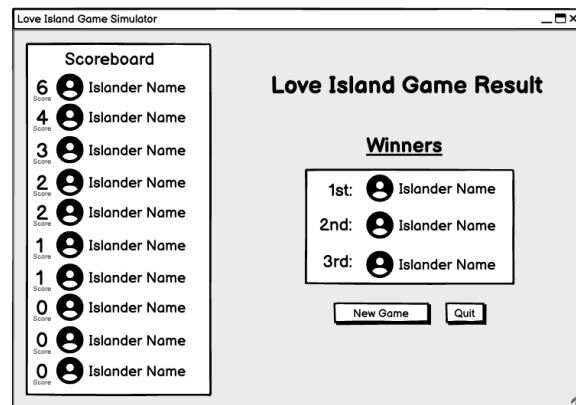 Love Island Game Simulator
Scoreboard
6 Islander Name
Score
4 Islander Name
Score
3 Islander Name
Score
2 Islander Name
Score
2 Islander Name
Score
1 Islander Name
Score
1 Islander Name
Score
0 Islander Name
Score
0 Islander Name
Score
0 Islander Name
Score
Love Island Game Result
Winners
1st: Islander Name
2nd: Islander Name
3rd: Islander Name
New Game Quit